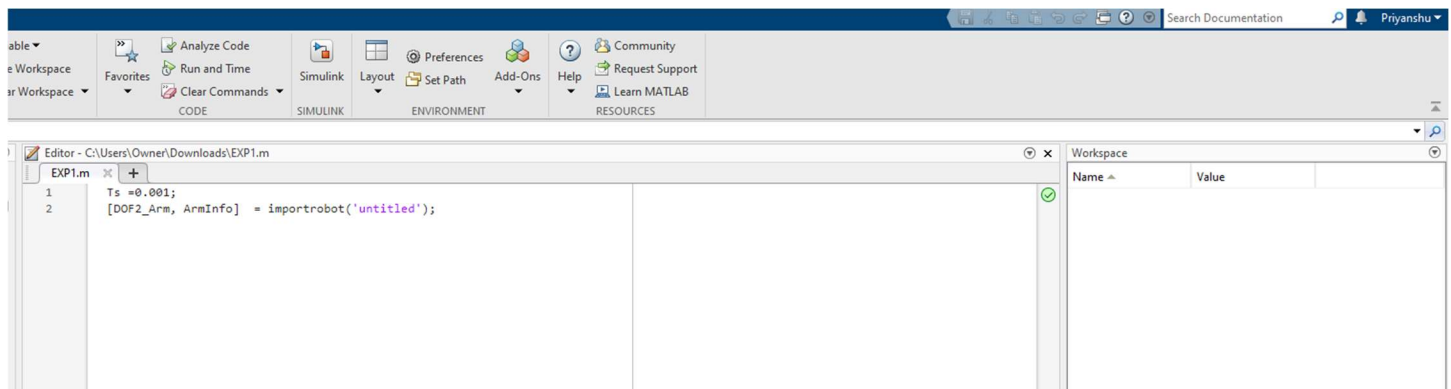 Search Documentation Priyanshu
able Analyze Code Preferences Community
e Workspace Favorites Run and Time Simulink Layout Set Path Add-Ons Help Request Support
ar Workspace Clear Commands Learn MATLAB
CODE SIMULINK ENVIRONMENT RESOURCES
Editor - C:\Users\Owner\Downloads\EXP1.m Workspace
EXP1.m Name Value
1 Ts =0.001;
2 [DOF2_Arm, ArmInfo]  = importrobot('untitled');